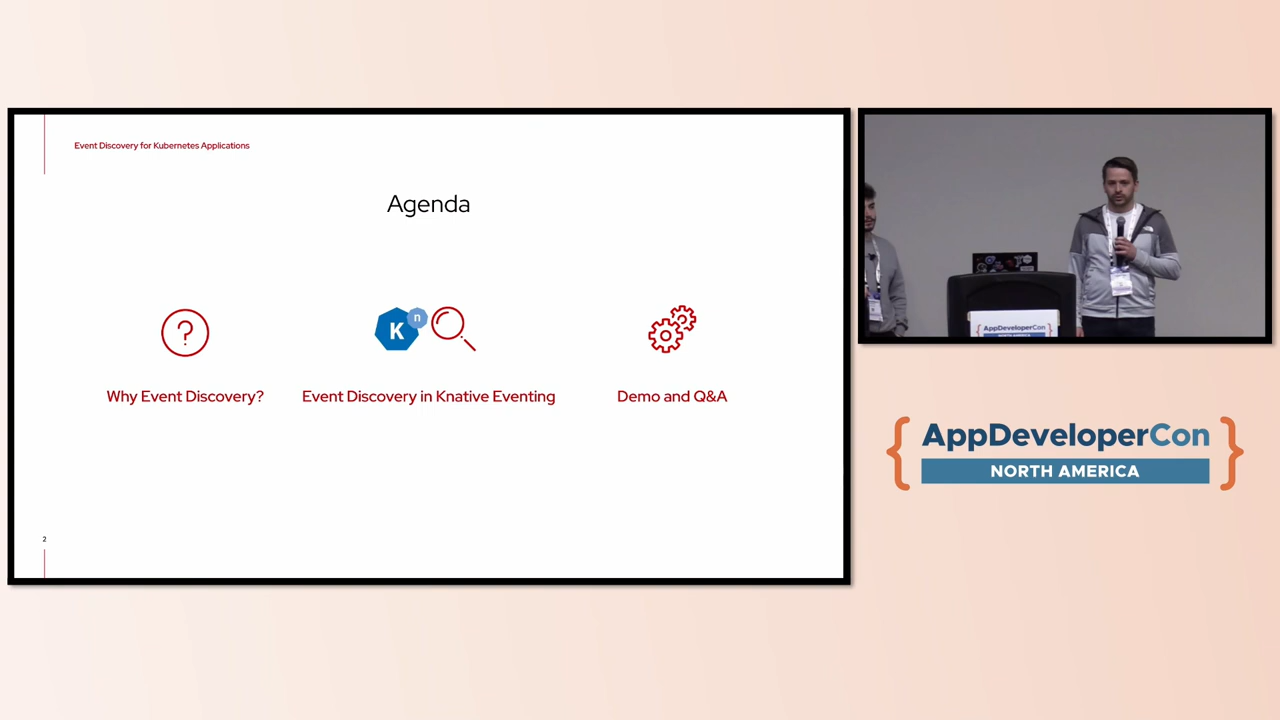 Event Discovery for Kubernetes Applications
Agenda
K n
Why Event Discovery?
Event Discovery in Knative Eventing
Demo and Q&A
2
AppDeveloperCon
{ AppDeveloperCon }
NORTH AMERICA